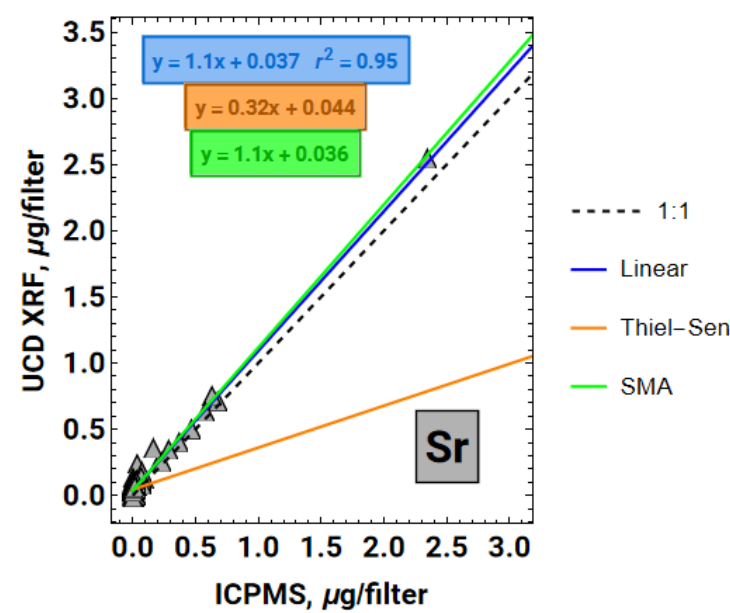 y = 1.1x + 0.037 r² = 0.95
y = 0.32x + 0.044
y = 1.1x + 0.036
3.5
3.0
2.5
2.0
1.5
1.0
0.5
0.0
UCD XRF, μg/filter
Sr
0.0 0.5 1.0 1.5 2.0 2.5 3.0
ICPMS, μg/filter
1:1
Linear
Thiel–Sen
SMA